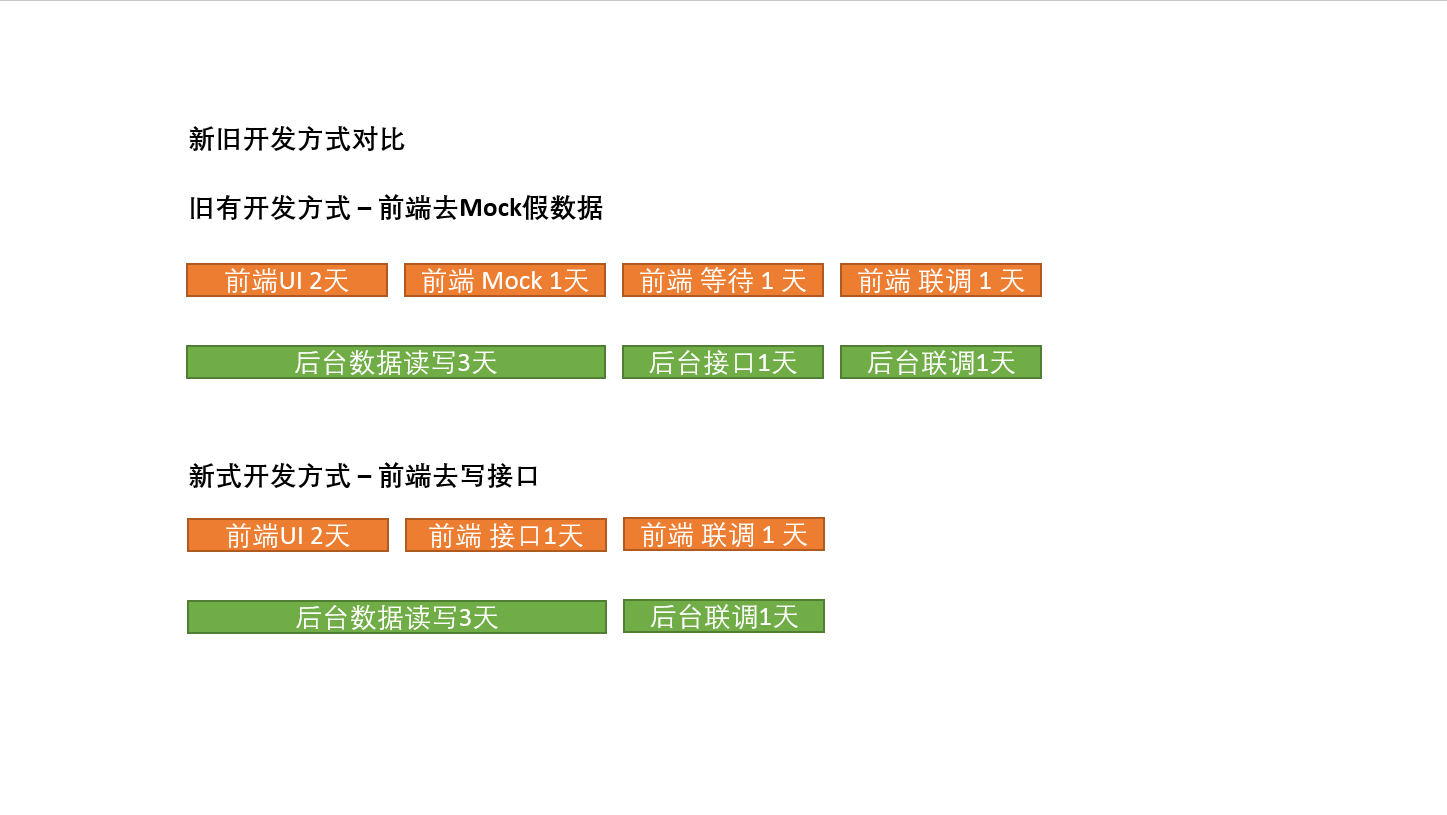 新旧开发方式对比
旧有开发方式 – 前端去Mock假数据
前端UI 2天 前端 Mock 1天 前端 等待 1 天 前端 联调 1 天
后台数据读写3天 后台接口1天 后台联调1天
新式开发方式 – 前端去写接口
前端UI 2天 前端 接口1天 前端 联调 1 天
后台数据读写3天 后台联调1天